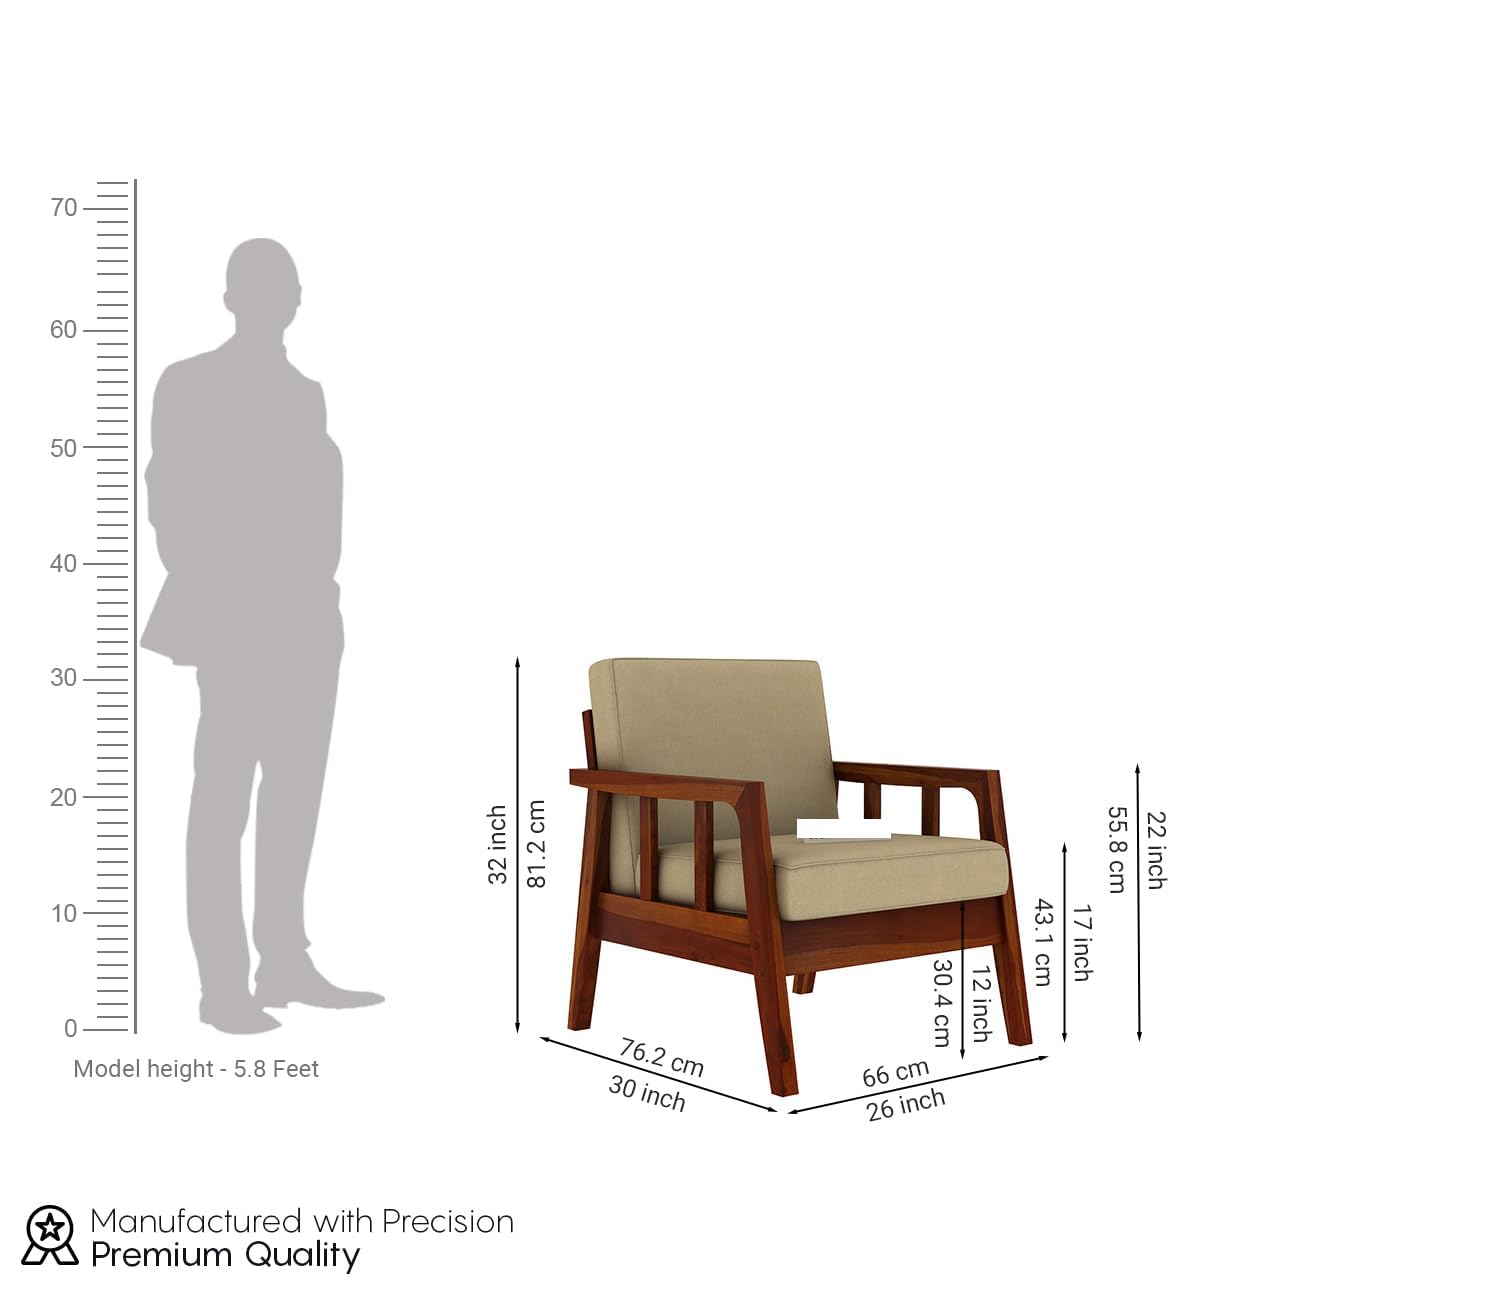 70
60
50
40
30
20
10
0
Model height - 5.8 Feet
32 inch
81.2 cm
76.2 cm
30 inch
66 cm
26 inch
30.4 cm
12 inch
43.1 cm
17 inch
55.8 cm
22 inch
Manufactured with Precision
Premium Quality